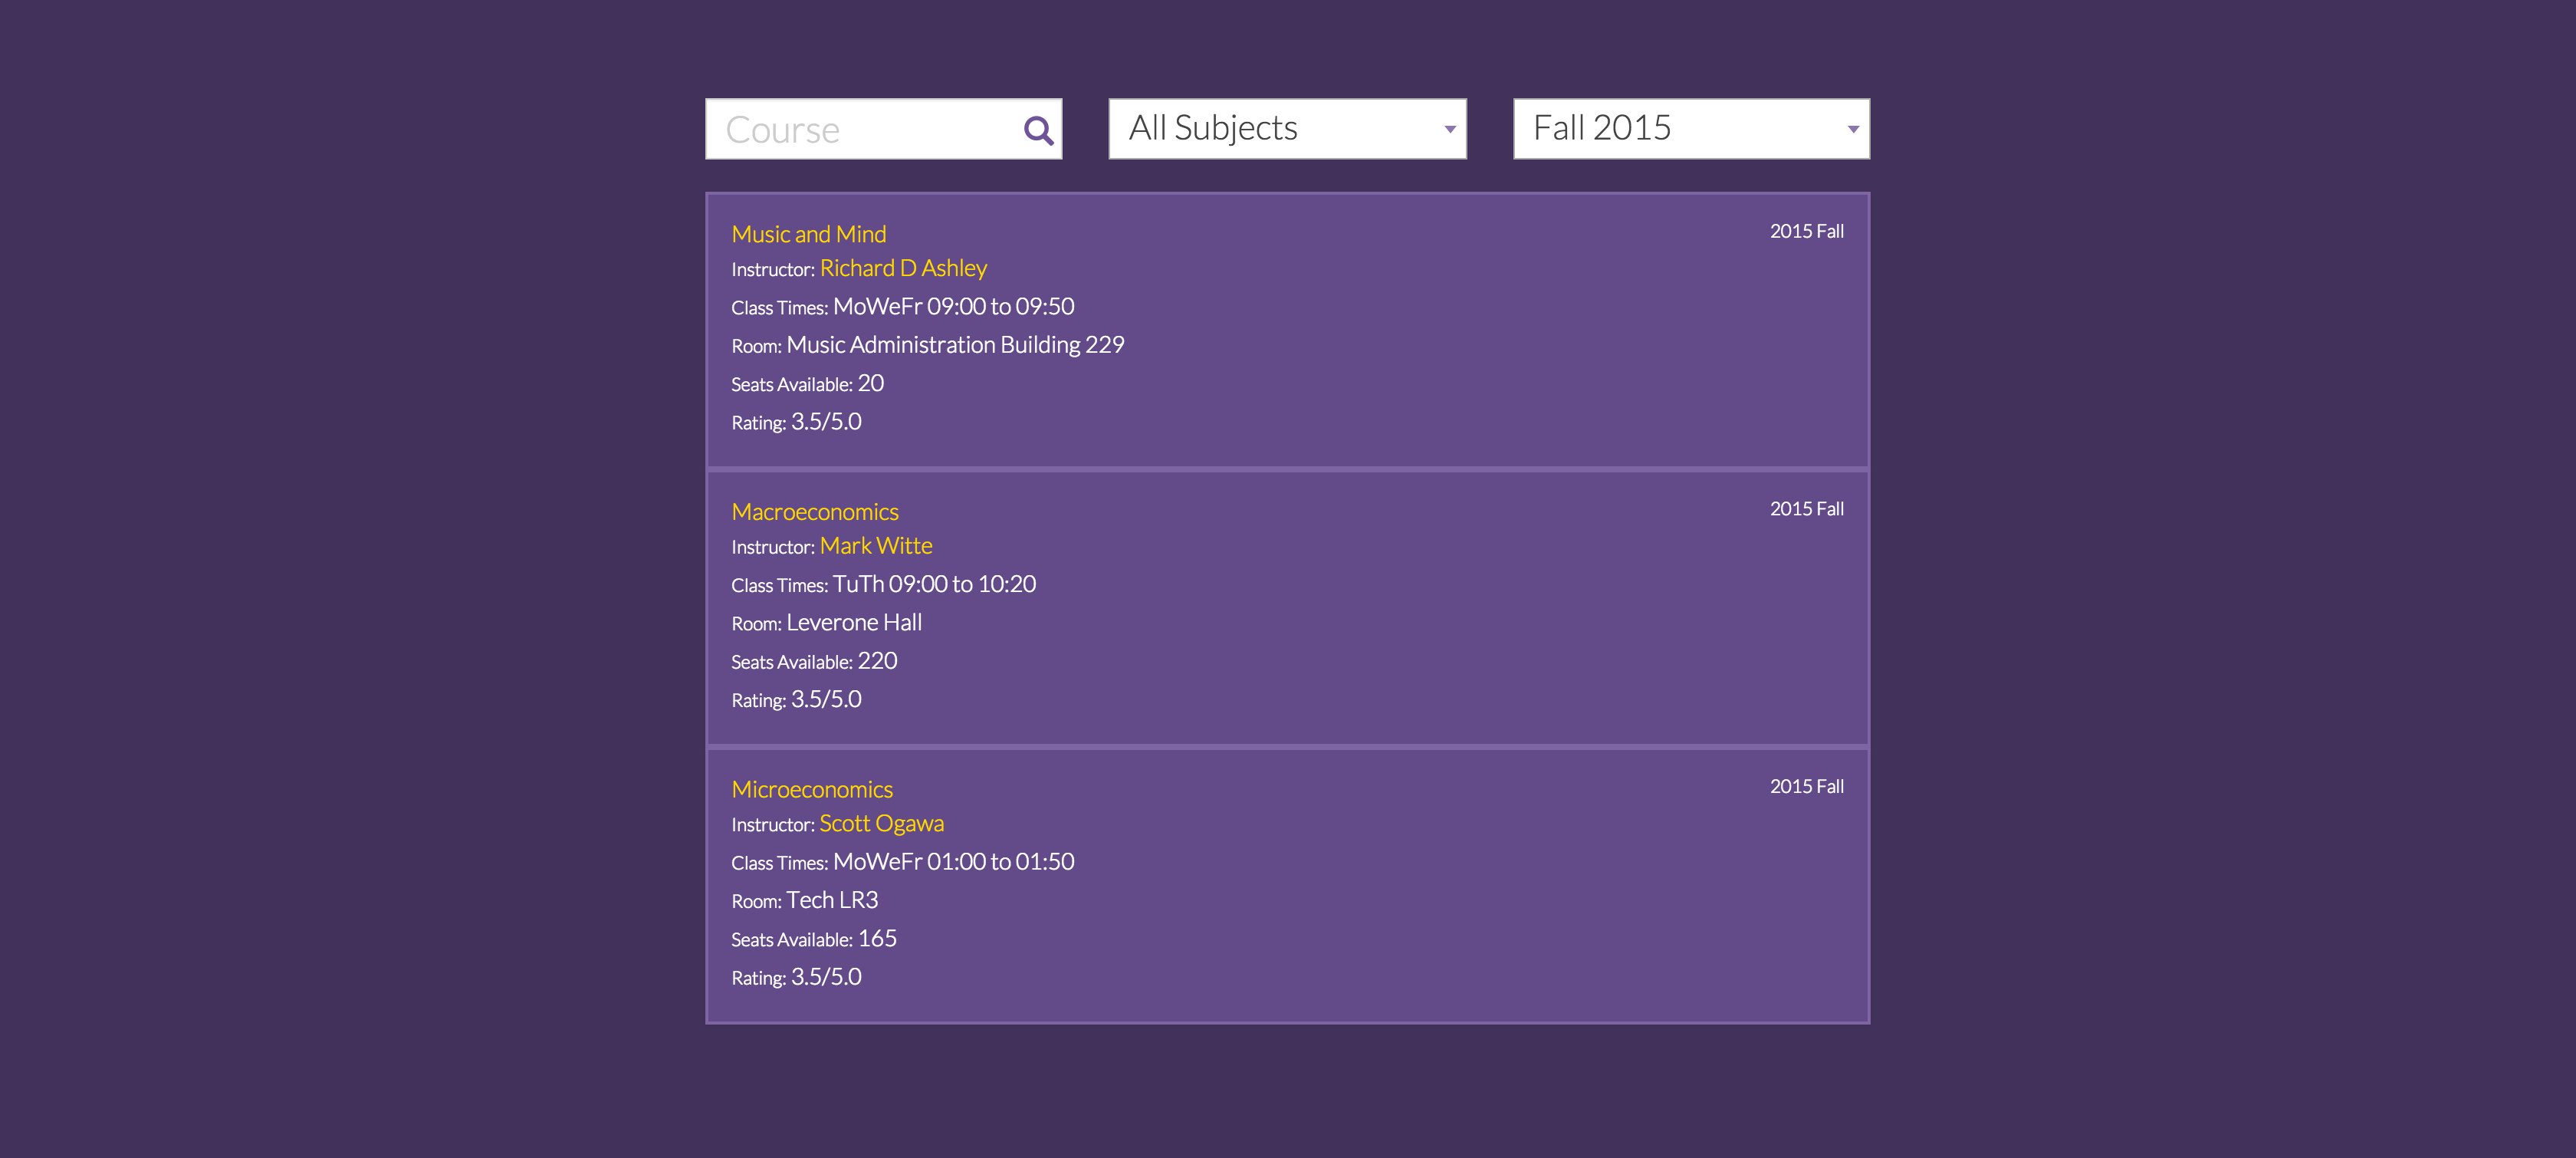 Course
All Subjects
Fall 2015
Music and Mind
2015 Fall
Instructor: Richard D Ashley
Class Times: MoWeFr 09:00 to 09:50
Room: Music Administration Building 229
Seats Available: 20
Rating: 3.5/5.0
Macroeconomics
2015 Fall
Instructor: Mark Witte
Class Times: TuTh 09:00 to 10:20
Room: Leverone Hall
Seats Available: 220
Rating: 3.5/5.0
Microeconomics
2015 Fall
Instructor: Scott Ogawa
Class Times: MoWeFr 01:00 to 01:50
Room: Tech LR3
Seats Available: 165
Rating: 3.5/5.0